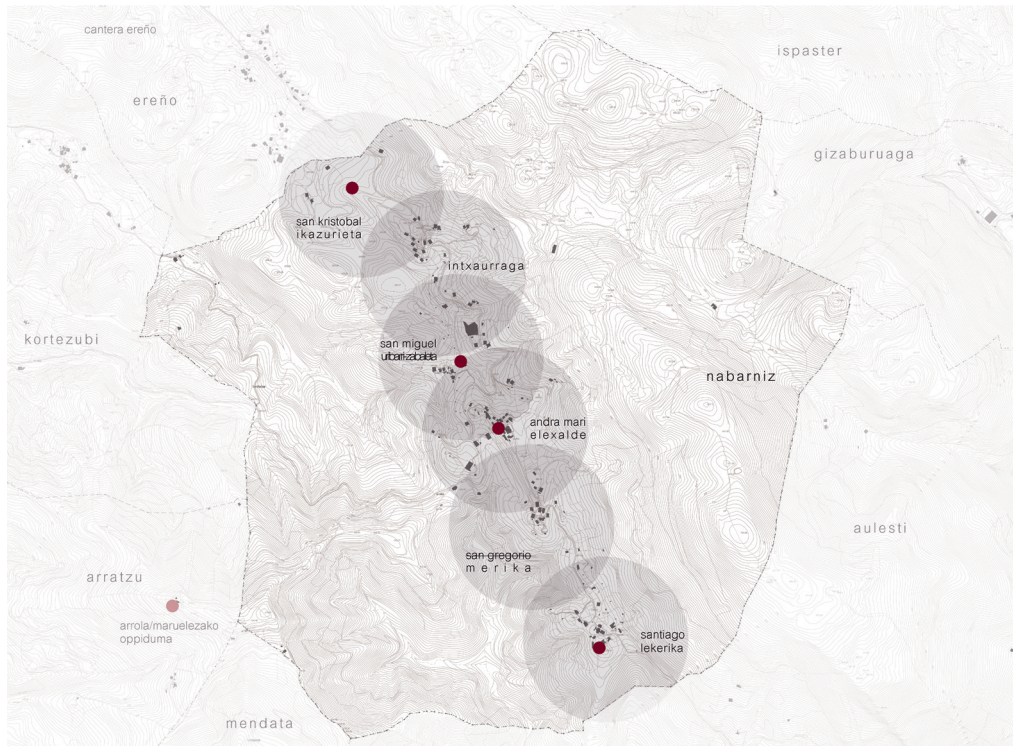 cantera ereño
ispaster
ereño
gizaburuaga
san kristobal
ikazurieta
intxaurraga
kortezubi
san miguel
uribarri-zabaleta
nabarniz
andra mari
elexalde
aulesti
san gregorio
merika
arratzu
arrola/maruelezako
oppiduma
santiago
lekerika
mendata